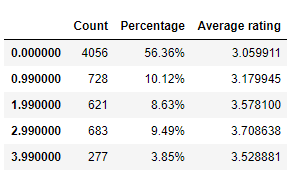 Count Percentage Average rating
0.000000 4056 56.36% 3.059911
0.990000 728 10.12% 3.179945
1.990000 621 8.63% 3.578100
2.990000 683 9.49% 3.708638
3.990000 277 3.85% 3.528881